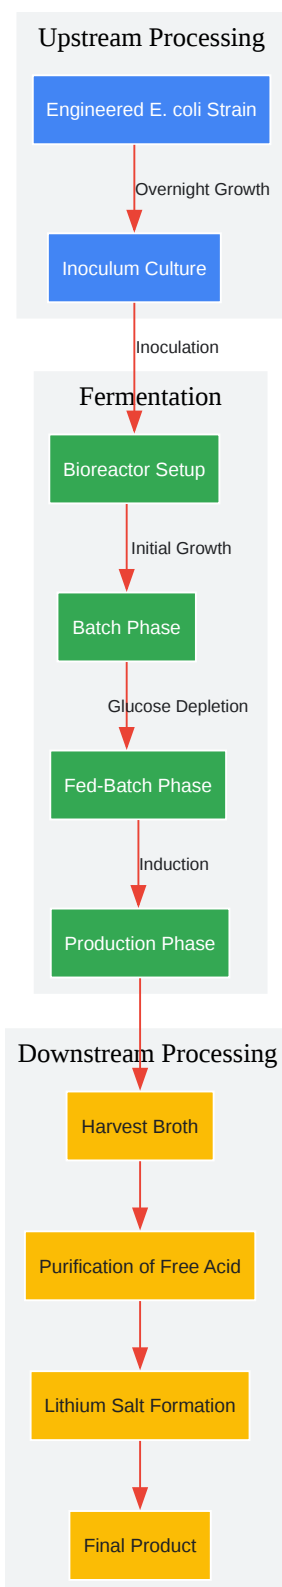 Upstream Processing
Engineered E. coli Strain
Overnight Growth
Inoculum Culture
Inoculation
Fermentation
Bioreactor Setup
Initial Growth
Batch Phase
Glucose Depletion
Fed-Batch Phase
Induction
Production Phase
Downstream Processing
Harvest Broth
Purification of Free Acid
Lithium Salt Formation
Final Product